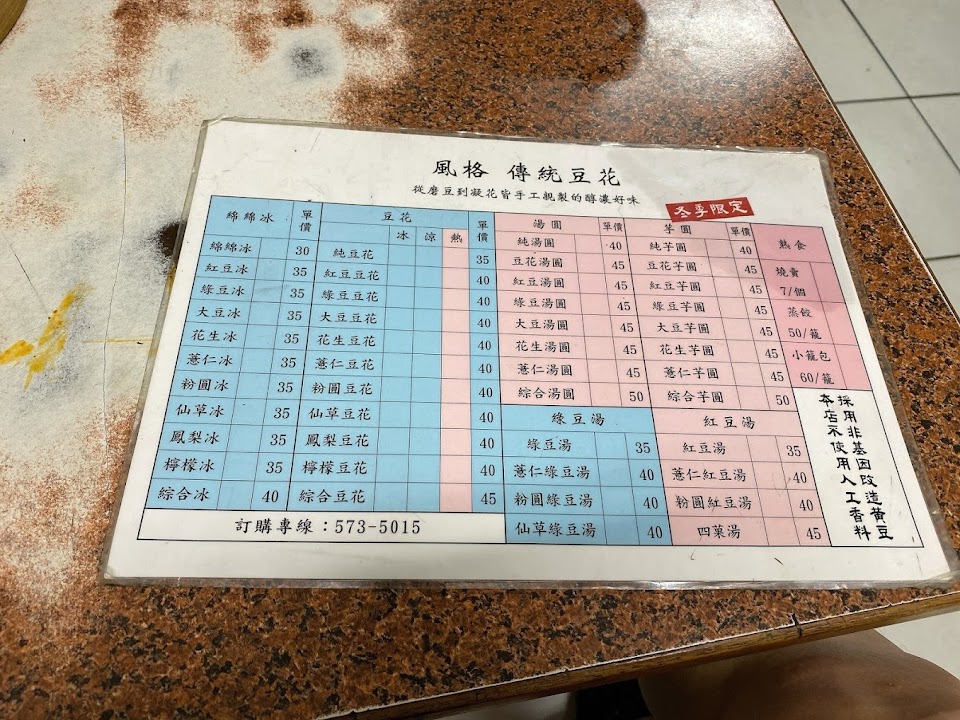 風格 傳統豆花
從磨豆到凝花皆手工親製的醇濃好味
冬季限定
綿綿冰 單價 豆花 冰 涼 熱 單價 湯圓 單價 芋圓 單價 熟食
綿綿冰 30 純豆花 35 純湯圓 40 純芋圓 40
紅豆冰 35 紅豆豆花 40 豆花湯圓 45 豆花芋圓 45 燒賣
綠豆冰 35 綠豆豆花 40 紅豆湯圓 45 紅豆芋圓 45 7/個
大豆冰 35 大豆豆花 40 綠豆湯圓 45 綠豆芋圓 45 蒸餃
花生冰 35 花生豆花 40 大豆湯圓 45 大豆芋圓 45 50/籠
薏仁冰 35 薏仁豆花 40 花生湯圓 45 花生芋圓 45 小籠包
粉圓冰 35 粉圓豆花 40 薏仁湯圓 45 薏仁芋圓 45 60/籠
仙草冰 35 仙草豆花 40 綜合湯圓 50 綜合芋圓 50
鳳梨冰 35 鳳梨豆花 40 綠豆湯 紅豆湯
檸檬冰 35 檸檬豆花 40 綠豆湯 35 紅豆湯 35
綜合冰 40 綜合豆花 45 薏仁綠豆湯 40 薏仁紅豆湯 40
粉圓綠豆湯 40 粉圓紅豆湯 40
訂購專線：573-5015 仙草綠豆湯 40 四菓湯 45
採用非基因改造黃豆
本店不使用人工香料